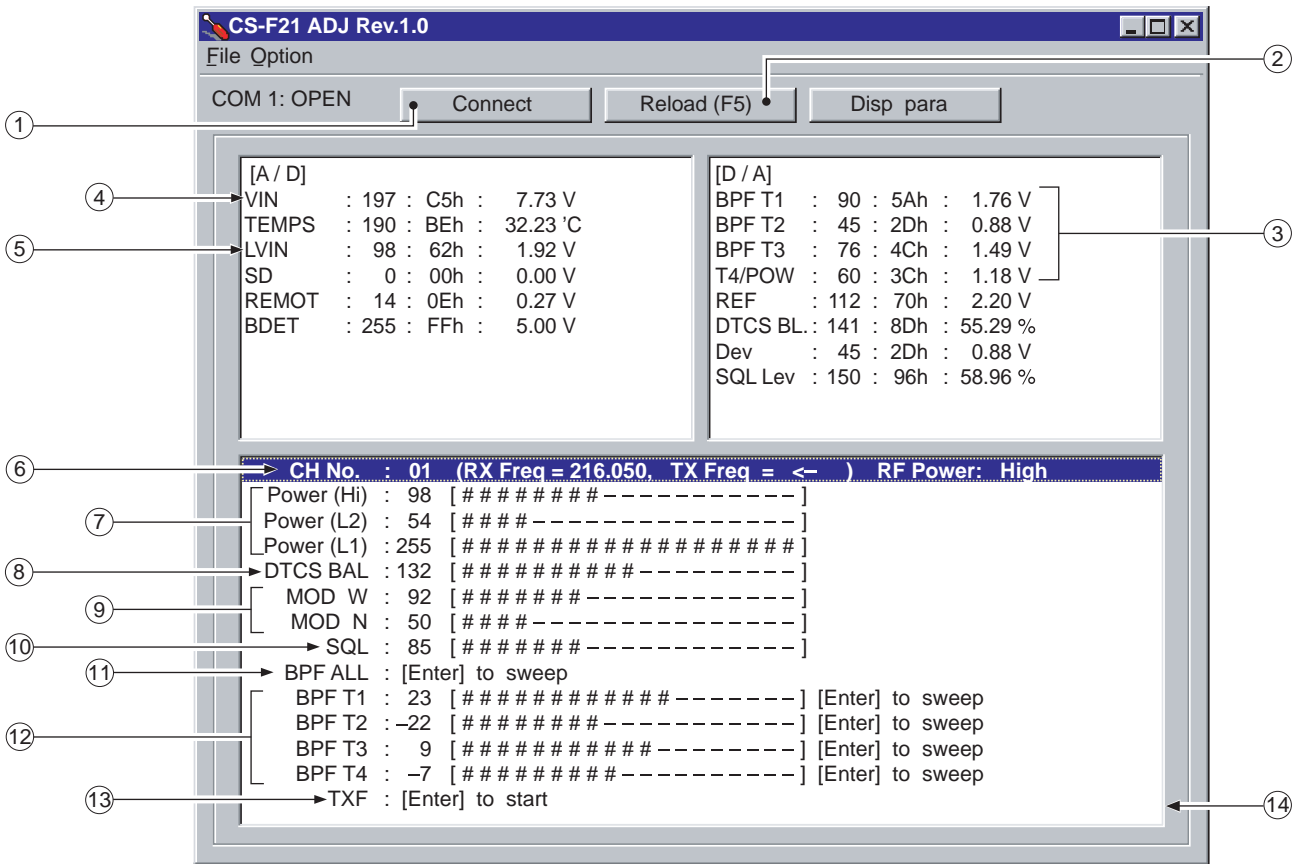 CS-F21 ADJ Rev.1.0
File Option
COM 1: OPEN
Connect
Reload (F5)
Disp para
1
2
[A / D]
VIN : 197 : C5h : 7.73 V
TEMPS : 190 : BEh : 32.23 'C
LVIN : 98 : 62h : 1.92 V
SD : 0 : 00h : 0.00 V
REMOT : 14 : 0Eh : 0.27 V
BDET : 255 : FFh : 5.00 V
4
5
[D / A]
BPF T1 : 90 : 5Ah : 1.76 V
BPF T2 : 45 : 2Dh : 0.88 V
BPF T3 : 76 : 4Ch : 1.49 V
T4/POW : 60 : 3Ch : 1.18 V
REF : 112 : 70h : 2.20 V
DTCS BL. : 141 : 8Dh : 55.29 %
Dev : 45 : 2Dh : 0.88 V
SQL Lev : 150 : 96h : 58.96 %
3
6
CH No. : 01 (RX Freq = 216.050, TX Freq = <– ) RF Power: High
Power (Hi) : 98 [ # # # # # # # # – – – – – – – – – – – – ]
7
Power (L2) : 54 [ # # # # – – – – – – – – – – – – – – – – ]
Power (L1) : 255 [ # # # # # # # # # # # # # # # # # # # # ]
8
DTCS BAL : 132 [ # # # # # # # # # # – – – – – – – – – – ]
9
MOD W : 92 [ # # # # # # # – – – – – – – – – – – – – ]
MOD N : 50 [ # # # # – – – – – – – – – – – – – – – – ]
10
SQL : 85 [ # # # # # # # – – – – – – – – – – – – – ]
11
BPF ALL : [Enter] to sweep
BPF T1 : 23 [ # # # # # # # # # # # # – – – – – – – – ] [Enter] to sweep
12
BPF T2 : –22 [ # # # # # # # # – – – – – – – – – – – – ] [Enter] to sweep
BPF T3 : 9 [ # # # # # # # # # # # – – – – – – – – – ] [Enter] to sweep
BPF T4 : –7 [ # # # # # # # # # – – – – – – – – – – – ] [Enter] to sweep
13
TXF : [Enter] to start
14